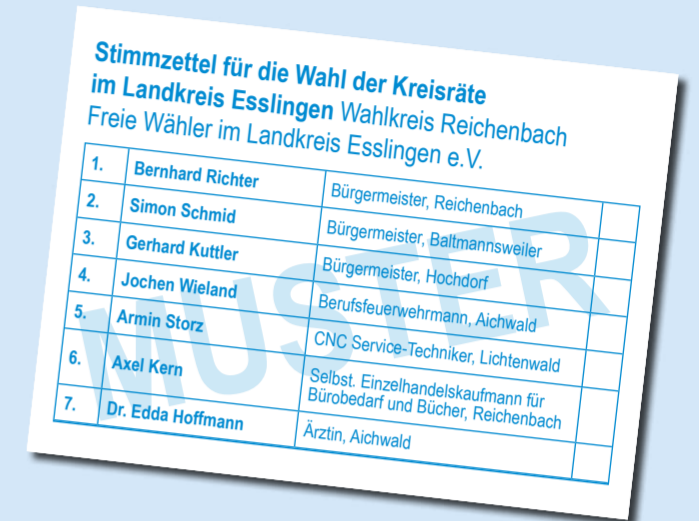 Stimmzettel für die Wahl der Kreisräte
im Landkreis Esslingen Wahlkreis Reichenbach
Freie Wähler im Landkreis Esslingen e.V.
1. Bernhard Richter Bürgermeister, Reichenbach
2. Simon Schmid Bürgermeister, Baltmannsweiler
3. Gerhard Kuttler Bürgermeister, Hochdorf
4. Jochen Wieland Berufsfeuerwehrmann, Aichwald
5. Armin Storz CNC Service-Techniker, Lichtenwald
6. Axel Kern Selbst. Einzelhandelskaufmann für
Bürobedarf und Bücher, Reichenbach
7. Dr. Edda Hoffmann Ärztin, Aichwald
MUSTER